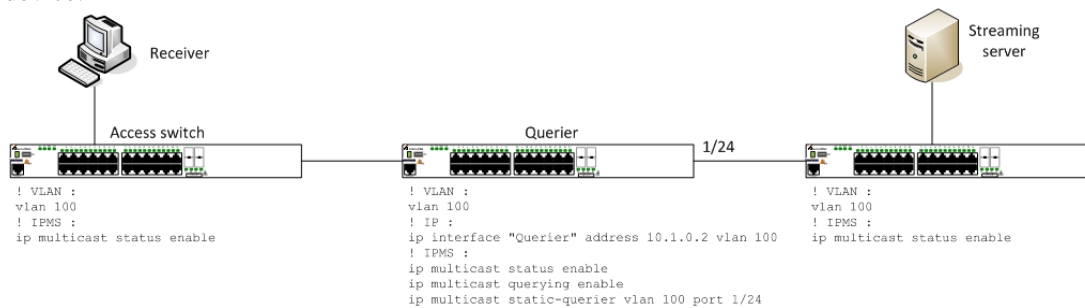 Receiver
Streaming
server
Access switch
Querier
1/24
! VLAN :
vlan 100
! IPMS :
ip multicast status enable
! VLAN :
vlan 100
! IP :
ip interface "Querier" address 10.1.0.2 vlan 100
! IPMS :
ip multicast status enable
ip multicast querying enable
ip multicast static-querier vlan 100 port 1/24
! VLAN :
vlan 100
! IPMS :
ip multicast status enable